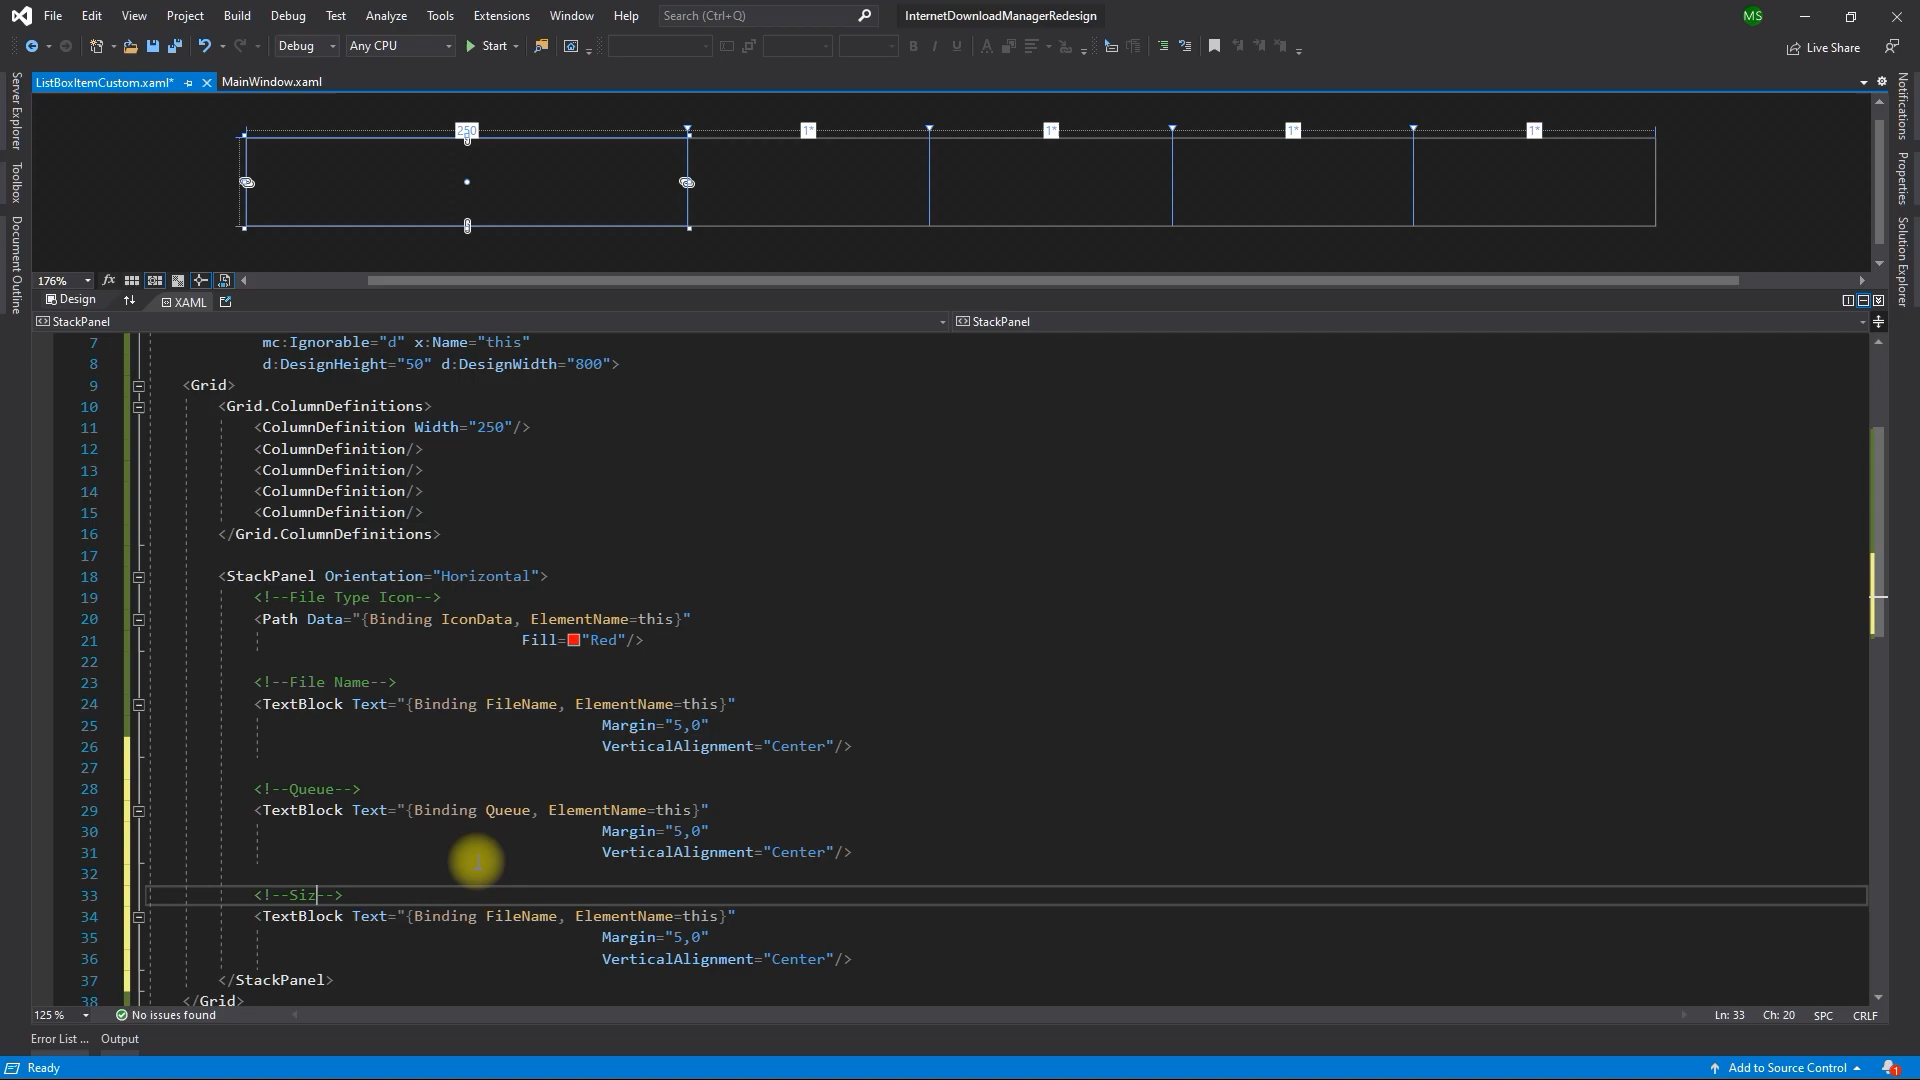 File Edit View Project Build Debug Test Analyze Tools Extensions Window Help Search (Ctrl+Q) InternetDownloadManagerRedesign MS
Debug Any CPU Start Live Share
ListBoxItemCustom.xaml* MainWindow.xaml
Server Explorer
Toolbox
Document Outline
Notifications
Properties
Solution Explorer
250 1* 1* 1* 1*
176% fx
Design XAML
StackPanel StackPanel
7 mc:Ignorable="d" x:Name="this"
8 d:DesignHeight="50" d:DesignWidth="800">
9 <Grid>
10 <Grid.ColumnDefinitions>
11 <ColumnDefinition Width="250"/>
12 <ColumnDefinition/>
13 <ColumnDefinition/>
14 <ColumnDefinition/>
15 <ColumnDefinition/>
16 </Grid.ColumnDefinitions>
17
18 <StackPanel Orientation="Horizontal">
19 <!--File Type Icon-->
20 <Path Data="{Binding IconData, ElementName=this}"
21 Fill="Red"/>
22
23 <!--File Name-->
24 <TextBlock Text="{Binding FileName, ElementName=this}"
25 Margin="5,0"
26 VerticalAlignment="Center"/>
27
28 <!--Queue-->
29 <TextBlock Text="{Binding Queue, ElementName=this}"
30 Margin="5,0"
31 VerticalAlignment="Center"/>
32
33 <!--Siz-->
34 <TextBlock Text="{Binding FileName, ElementName=this}"
35 Margin="5,0"
36 VerticalAlignment="Center"/>
37 </StackPanel>
38 </Grid>
125 % No issues found Ln: 33 Ch: 20 SPC CRLF
Error List ... Output
Ready Add to Source Control 1